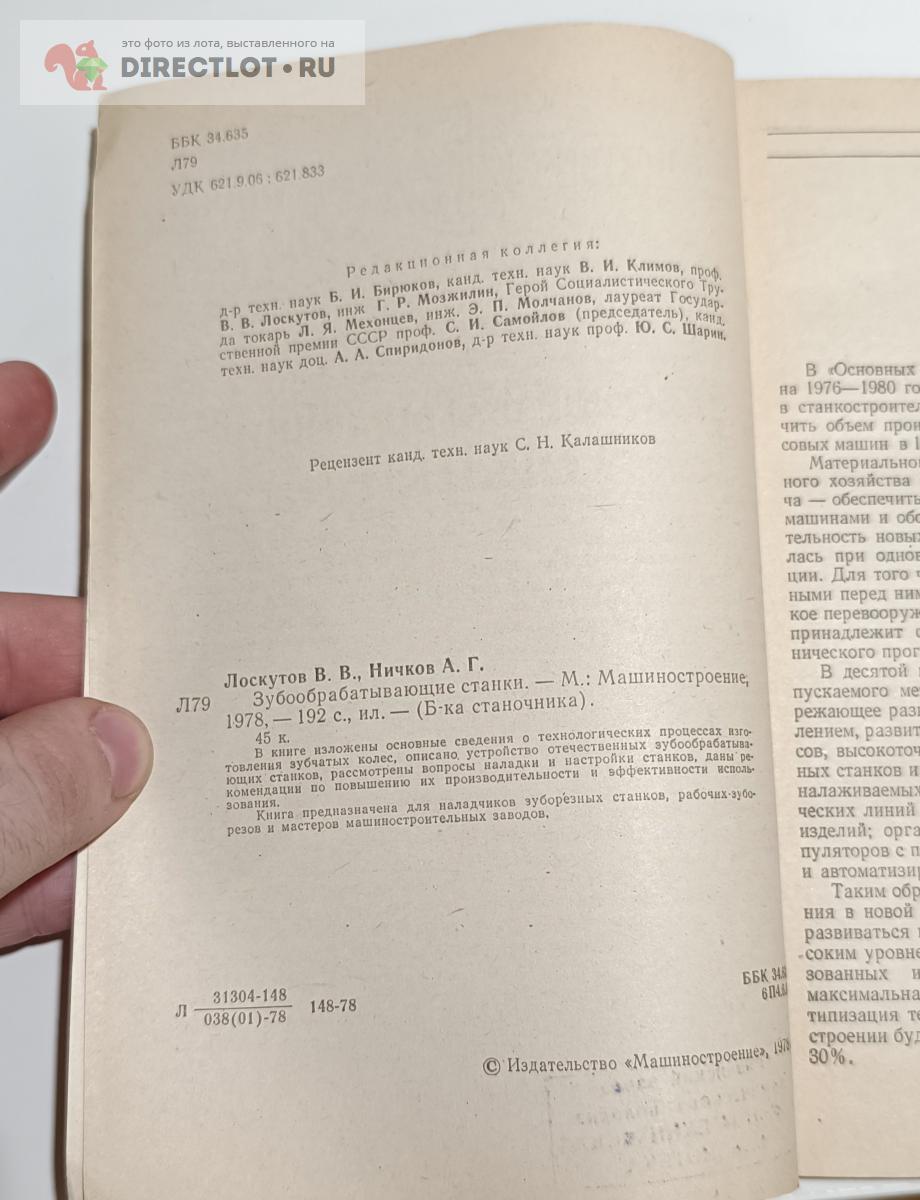 это фото из лота, выставленного на
DIRECTLOT.RU
ББК 34.635
Л79
УДК 621.9.06 : 621.833
Редакционная коллегия:
д-р техн. наук Б. И. Бирюков, канд. техн. наук В. И. Климов, проф.
В. В. Лоскутов, инж Г. Р. Мозжилин, Герой Социалистического Тру-
да токарь Л. Я. Мехонцев, инж. Э. П. Молчанов, лауреат Государ-
ственной премии СССР проф. С. И. Самойлов (председатель), канд.
техн. наук доц. А. А. Спиридонов, д-р техн. наук проф. Ю. С. Шарин.
Рецензент канд. техн. наук С. Н. Калашников
Лоскутов В. В., Ничков А. Г.
Л79 Зубообрабатывающие станки. — М.: Машиностроение,
1978, — 192 с., ил. — (Б-ка станочника).
45 к.
В книге изложены основные сведения о технологических процессах изго-
товления зубчатых колес, описано устройство отечественных зубообрабатыва-
ющих станков, рассмотрены вопросы наладки и настройки станков, даны ре-
комендации по повышению их производительности и эффективности исполь-
зования.
Книга предназначена для наладчиков зуборезных станков, рабочих-зубо-
резов и мастеров машиностроительных заводов.
Л 31304-148
038(01)-78 148-78
ББК 34.6
© Издательство «Машиностроение», 1978
В «Основных
на 1976—1980 го
в станкостроител
чить объем прои
совых машин в 1
Материально
ного хозяйства
ча — обеспечить
машинами и обо
тельность новых
лась при однов
ции. Для того ч
ными перед ним
кое перевооруж
принадлежит о
нического прог
В десятой
пускаемого ме
режающее разв
лением, развит
сов, высокоточ
ных станков и
налаживаемых
ческих линий
изделий; орга
пуляторов с п
и автоматизир
Таким обр
ния в новой
развиваться
соким уровне
зованных и
максимальна
типизация те
строении буд
30%.